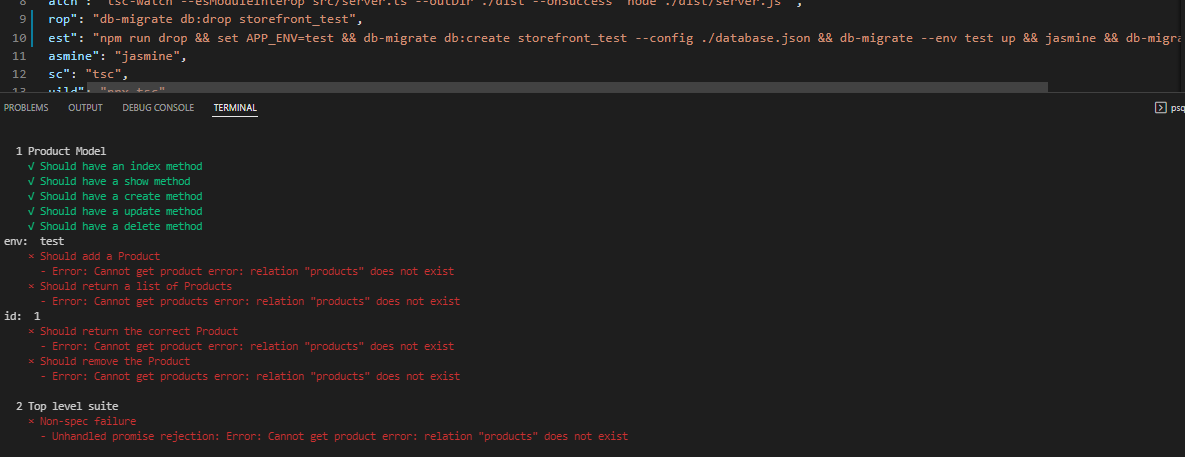 8 atch": "tsc-watch --esModuleInterop src/server.ts --outDir ./dist --onSuccess 'node ./dist/server.js'",
9 rop": "db-migrate db:drop storefront_test",
10 est": "npm run drop && set APP_ENV=test && db-migrate db:create storefront_test --config ./database.json && db-migrate --env test up && jasmine && db-migra
11 asmine": "jasmine",
12 sc": "tsc",
13 uild": "npx tsc"
PROBLEMS OUTPUT DEBUG CONSOLE TERMINAL psq
1 Product Model
√ Should have an index method
√ Should have a show method
√ Should have a create method
√ Should have a update method
√ Should have a delete method
env: test
× Should add a Product
- Error: Cannot get product error: relation "products" does not exist
× Should return a list of Products
- Error: Cannot get products error: relation "products" does not exist
id: 1
× Should return the correct Product
- Error: Cannot get product error: relation "products" does not exist
× Should remove the Product
- Error: Cannot get products error: relation "products" does not exist
2 Top level suite
× Non-spec failure
- Unhandled promise rejection: Error: Cannot get product error: relation "products" does not exist